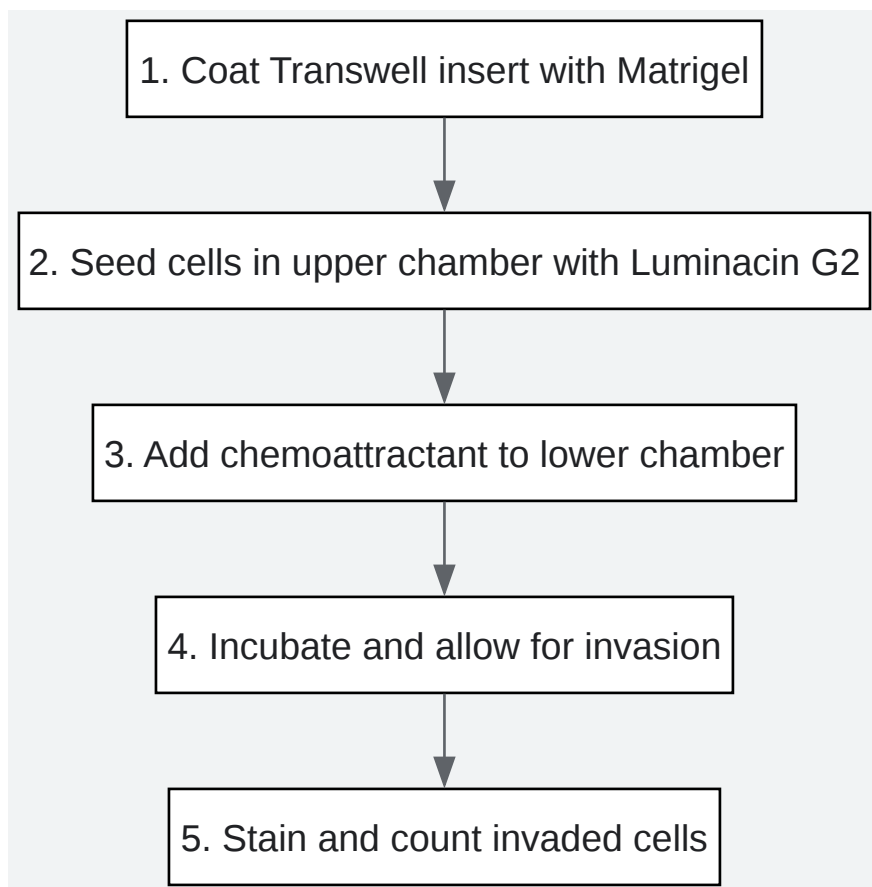 1. Coat Transwell insert with Matrigel
2. Seed cells in upper chamber with Luminacin G2
3. Add chemoattractant to lower chamber
4. Incubate and allow for invasion
5. Stain and count invaded cells